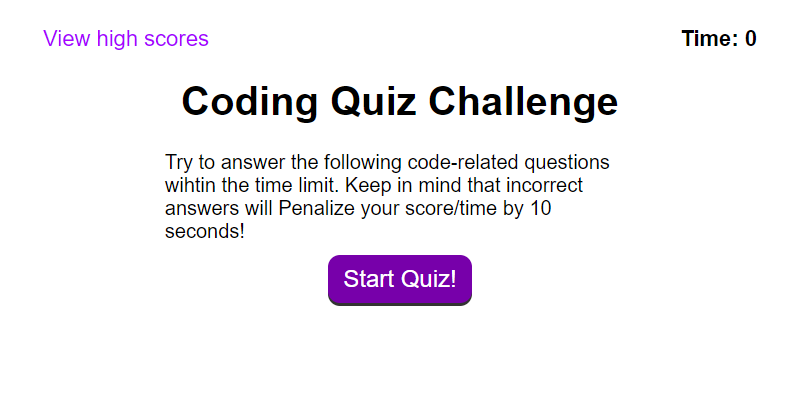 View high scores
Time: 0
Coding Quiz Challenge
Try to answer the following code-related questions
wihtin the time limit. Keep in mind that incorrect
answers will Penalize your score/time by 10
seconds!
Start Quiz!